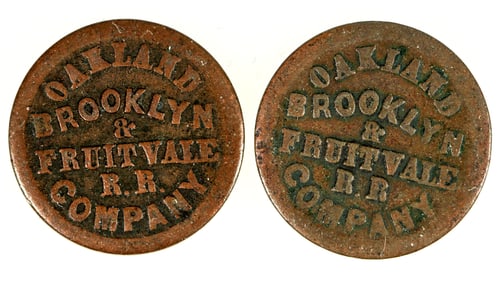 OAKLAND
BROOKLYN
&
FRUITVALE
R.R.
COMPANY.
OAKLAND
BROOKLYN
&
FRUITVALE
R.R.
COMPANY.